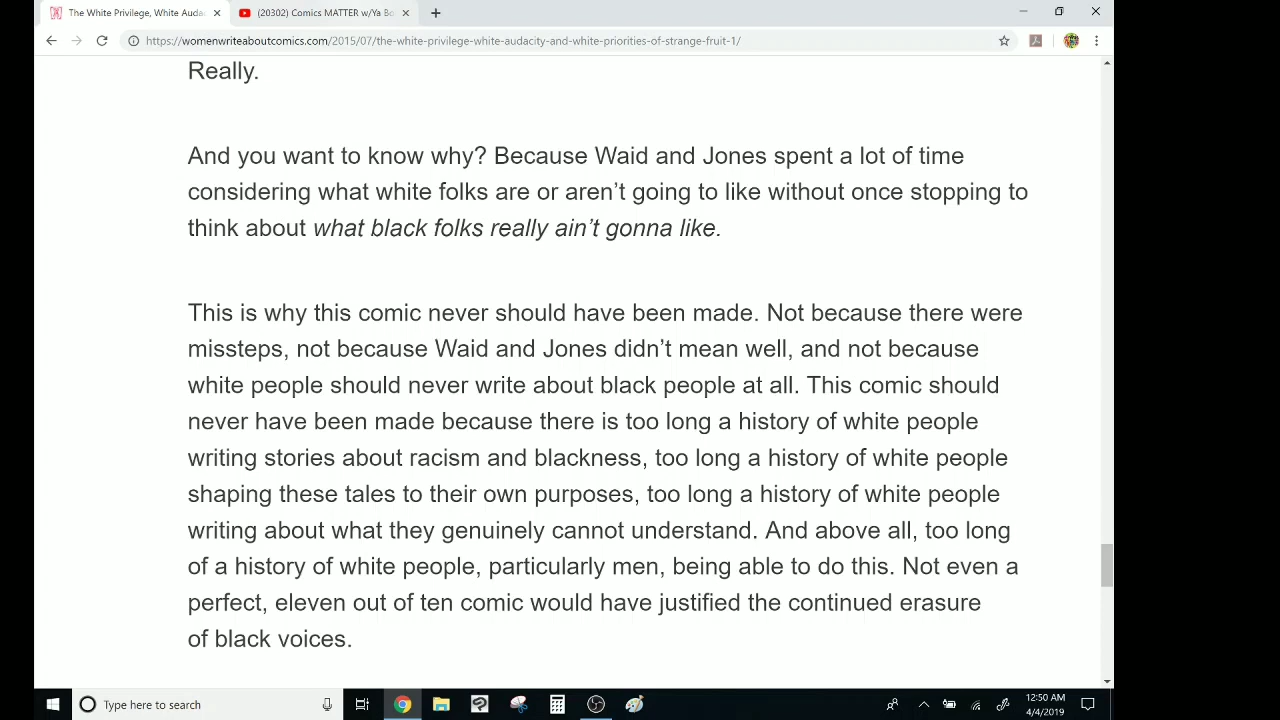 The White Privilege, White Audac
(20302) Comics MATTER w/Ya Bo
https://womenwriteaboutcomics.com/2015/07/the-white-privilege-white-audacity-and-white-priorities-of-strange-fruit-1/
Really.
And you want to know why? Because Waid and Jones spent a lot of time
considering what white folks are or aren’t going to like without once stopping to
think about what black folks really ain’t gonna like.
This is why this comic never should have been made. Not because there were
missteps, not because Waid and Jones didn’t mean well, and not because
white people should never write about black people at all. This comic should
never have been made because there is too long a history of white people
writing stories about racism and blackness, too long a history of white people
shaping these tales to their own purposes, too long a history of white people
writing about what they genuinely cannot understand. And above all, too long
of a history of white people, particularly men, being able to do this. Not even a
perfect, eleven out of ten comic would have justified the continued erasure
of black voices.
Type here to search
12:50 AM
4/4/2019